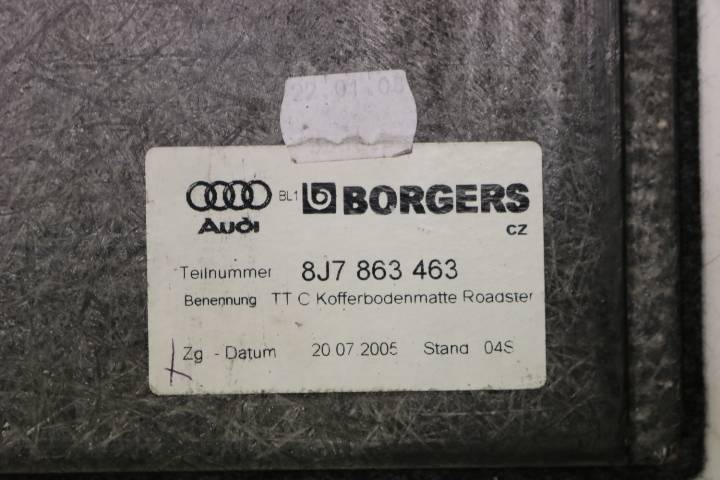 22.01.08
Audi BL1 BORGERS
CZ
Teilnummer 8J7 863 463
Benennung TT C Kofferbodenmatte Roadster
Zg - Datum 20.07.2005 Stand 04S